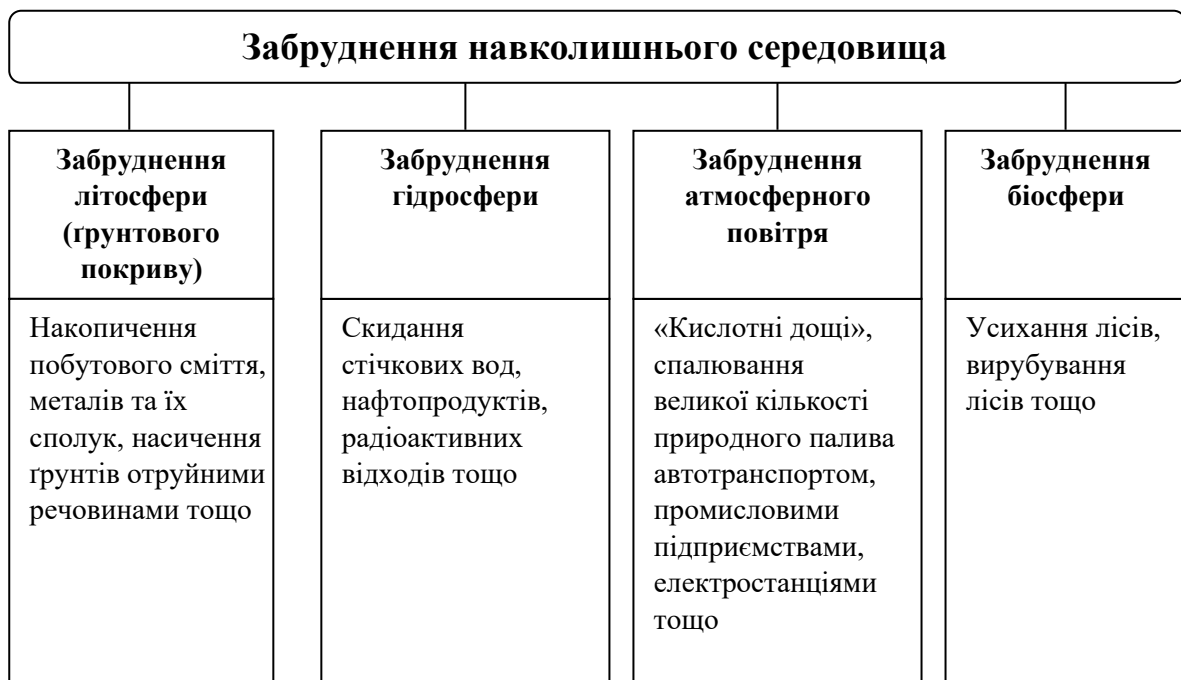 Забруднення навколишнього середовища
Забруднення
літосфери
(ґрунтового
покриву)
Накопичення
побутового сміття,
металів та їх
сполук, насичення
ґрунтів отруйними
речовинами тощо
Забруднення
гідросфери
Скидання
стічкових вод,
нафтопродуктів,
радіоактивних
відходів тощо
Забруднення
атмосферного
повітря
«Кислотні дощі»,
спалювання
великої кількості
природного палива
автотранспортом,
промисловими
підприємствами,
електростанціями
тощо
Забруднення
біосфери
Усихання лісів,
вирубування
лісів тощо